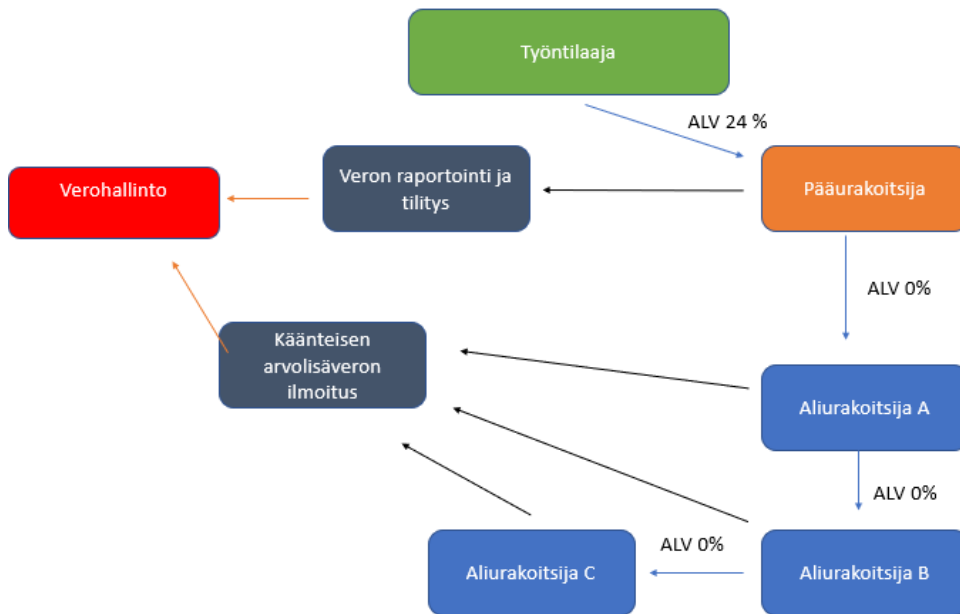 Työntilaaja
ALV 24 %
Verohallinto
Veron raportointi ja
tilitys
Pääurakoitsija
ALV 0%
Käänteisen
arvolisäveron
ilmoitus
Aliurakoitsija A
ALV 0%
Aliurakoitsija C
ALV 0%
Aliurakoitsija B